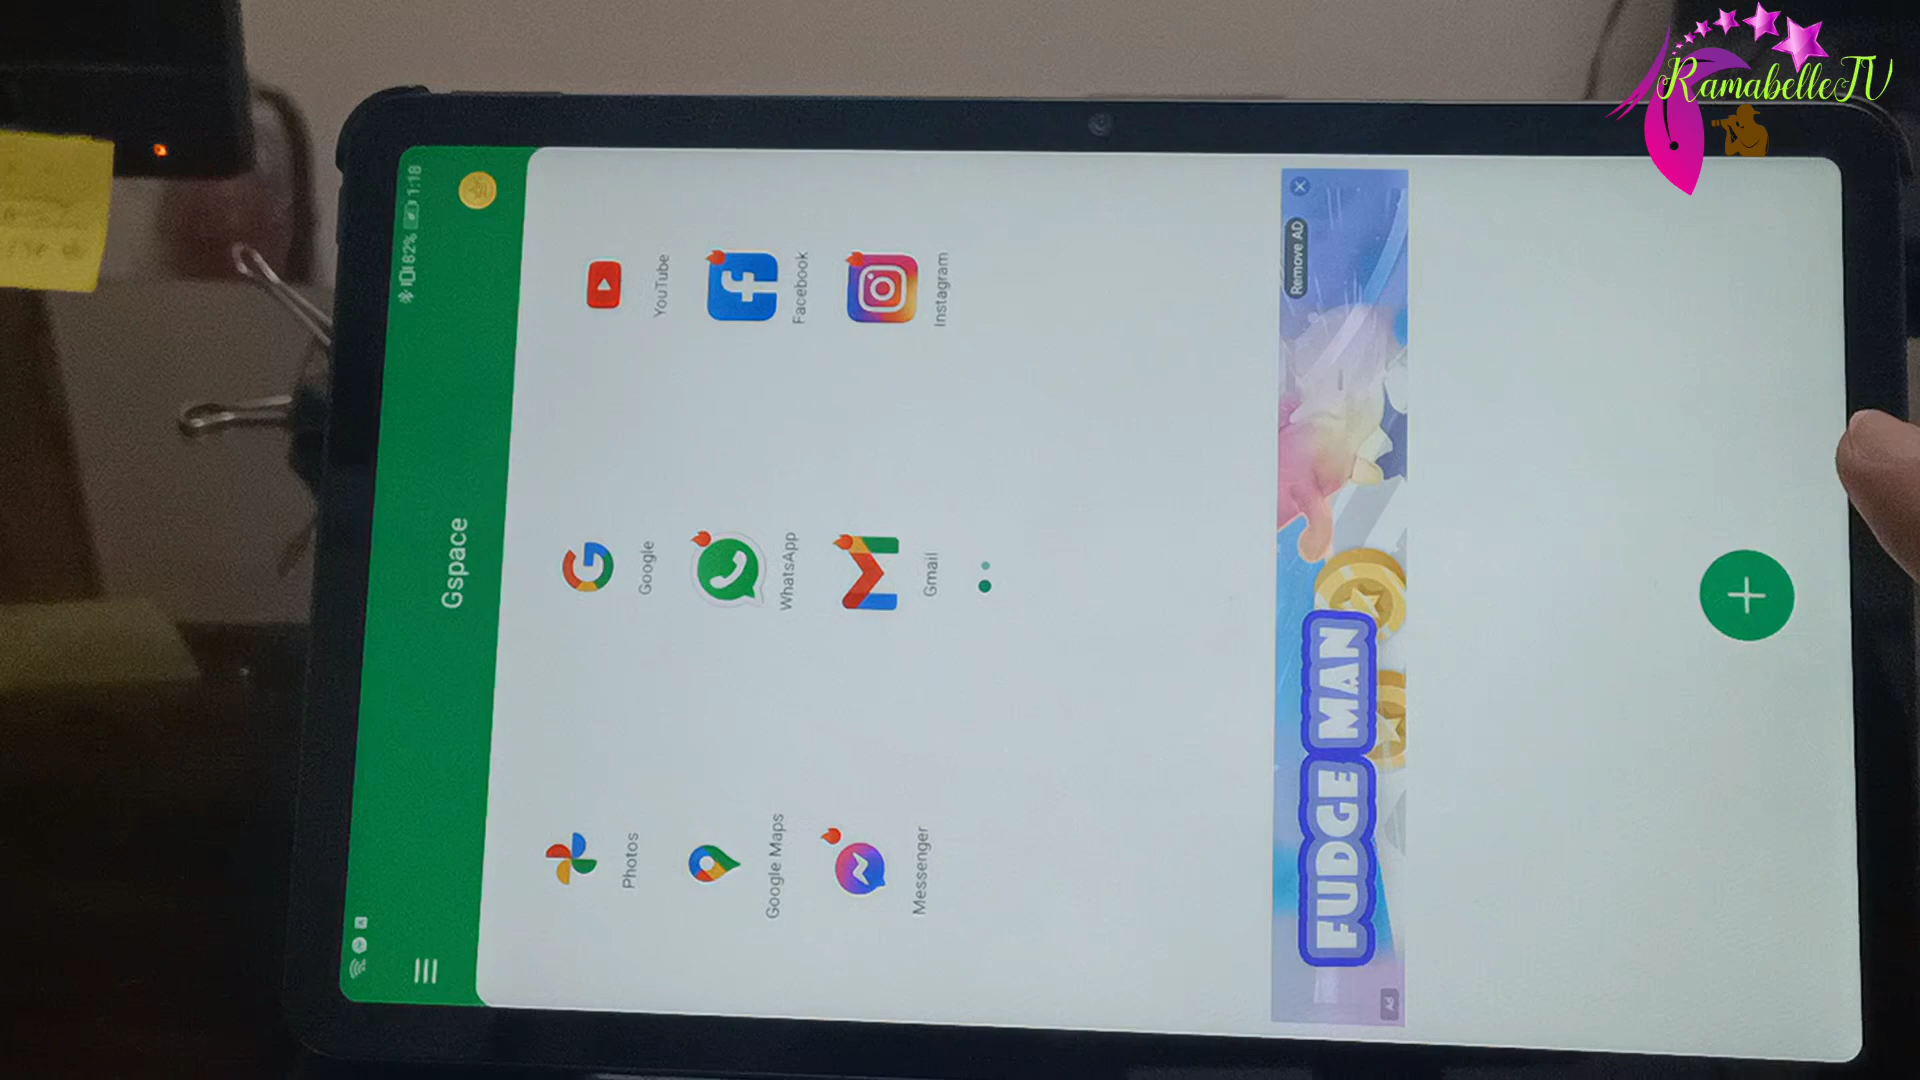 RamabelleTV
82% 1:18
Gspace
Photos
Google
YouTube
Google Maps
WhatsApp
Facebook
Messenger
Gmail
Instagram
Remove AD
FUDGE MAN
Ad